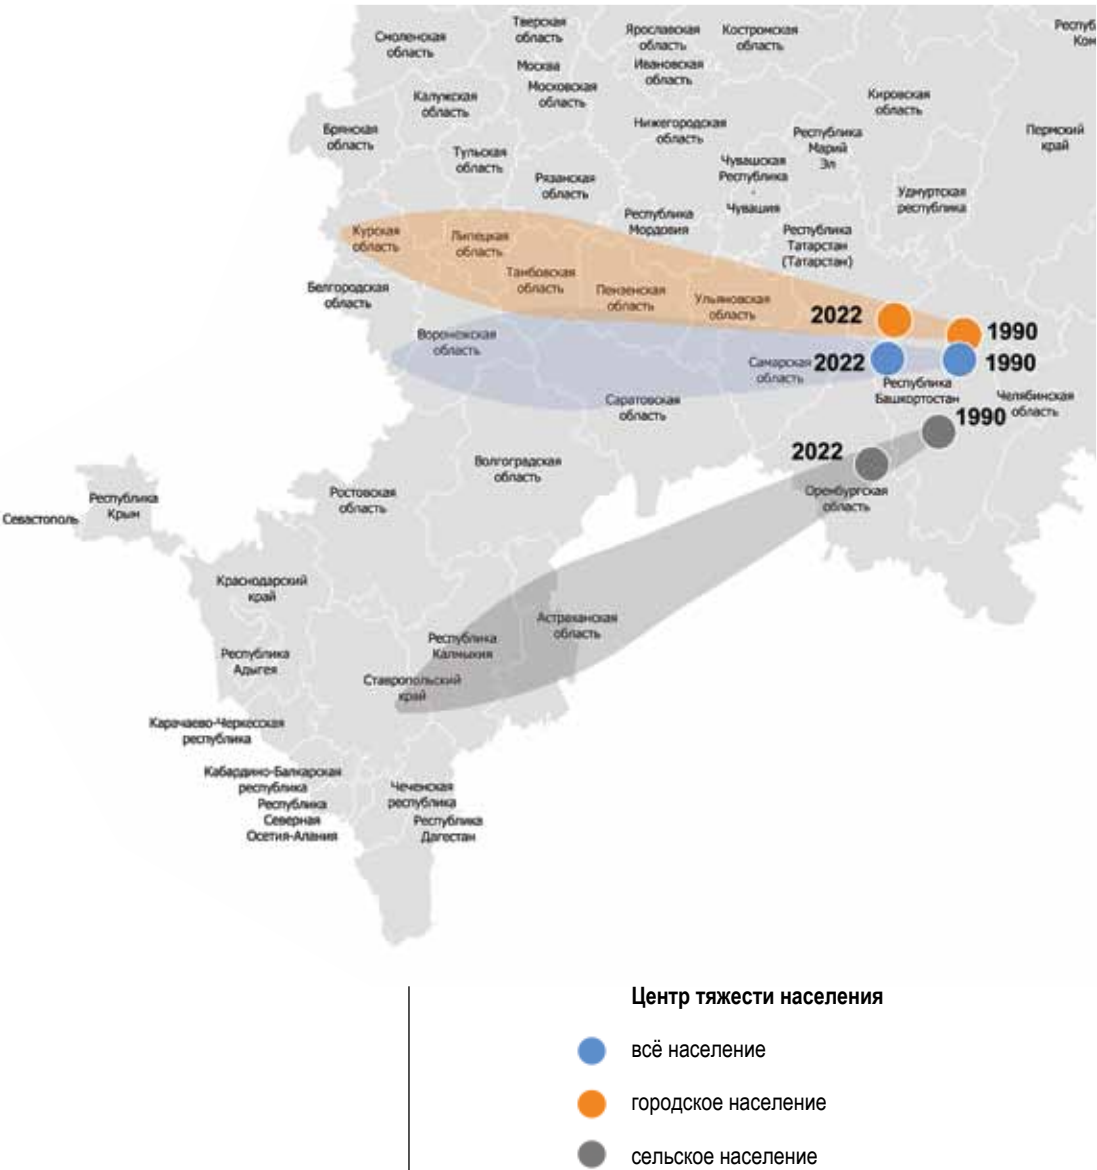 Тверская
область
Смоленская
область
Ярославская
область
Костромская
область
Респуб
Ком
Москва
Ивановская
область
Московская
область
Калужская
область
Кировская
область
Брянская
область
Нижегородская
область
Республика
Марий
Эл
Пермский
край
Тульская
область
Чувашская
Республика
-
Чувашия
Рязанская
область
Удмуртская
республика
Республика
Мордовия
Курская
область
Липецкая
область
Республика
Татарстан
(Татарстан)
Тамбовская
область
Белгородская
область
Пензенская
область
Ульяновская
область
2022
1990
Воронежская
область
Самарская
область
2022
1990
Республика
Башкортостан
Челябинская
область
Саратовская
область
1990
2022
Волгоградская
область
Оренбургская
область
Республика
Крым
Севастополь
Ростовская
область
Краснодарский
край
Астраханская
область
Республика
Калмыкия
Республика
Адыгея
Ставропольский
край
Карачаево-Черкесская
республика
Кабардино-Балкарская
республика
Республика
Северная
Осетия-Алания
Чеченская
республика
Республика
Дагестан
Центр тяжести населения
всё население
городское население
сельское население